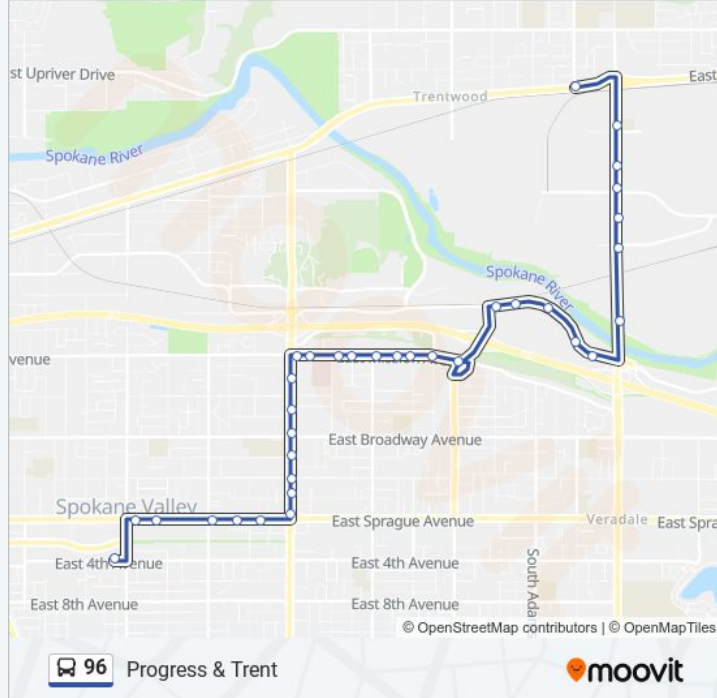 st Upriver Drive
East
Trentwood
Spokane River
Spokane River
venue
East Broadway Avenue
Spokane Valley
East Sprague Avenue
Veradale
East Spra
East 4th Avenue
East 4th Avenue
South Ada
East 8th Avenue
East 8th Avenue
© OpenStreetMap contributors | © OpenMapTiles
96 Progress & Trent
moovit